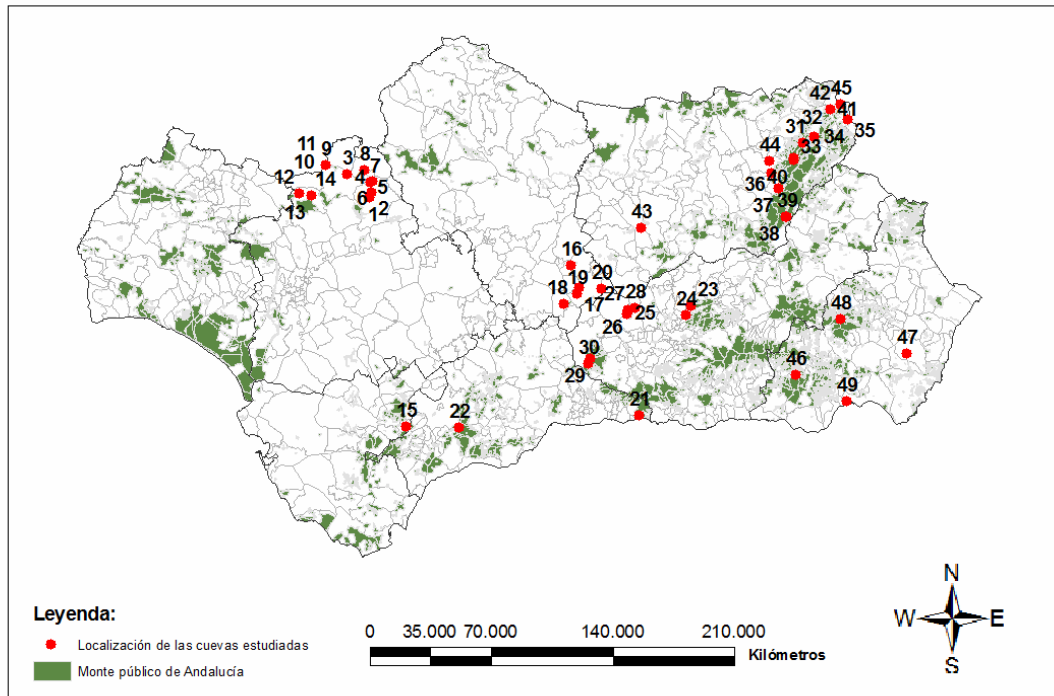 42 45
32 41
31 34 35
11 9 8 44 33
10 3 7
12 14 4 5 36 40
13 6 12 37 39
43 38
16
19 20
18 27 28 23
17 24 48
26 25
30 47
29 46
21 49
15 22
N
Leyenda:
W E
Localización de las cuevas estudiadas
0 35.000 70.000 140.000 210.000
Kilómetros
S
Monte público de Andalucía